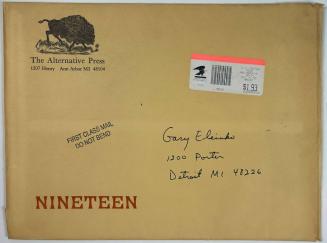 The Alternative Press
1207 Henry Ann Arbor MI 48104
$1.93
FIRST CLASS MAIL
DO NOT BEND
Gary Eleinko
1200 Porter
Detroit MI 48226
NINETEEN